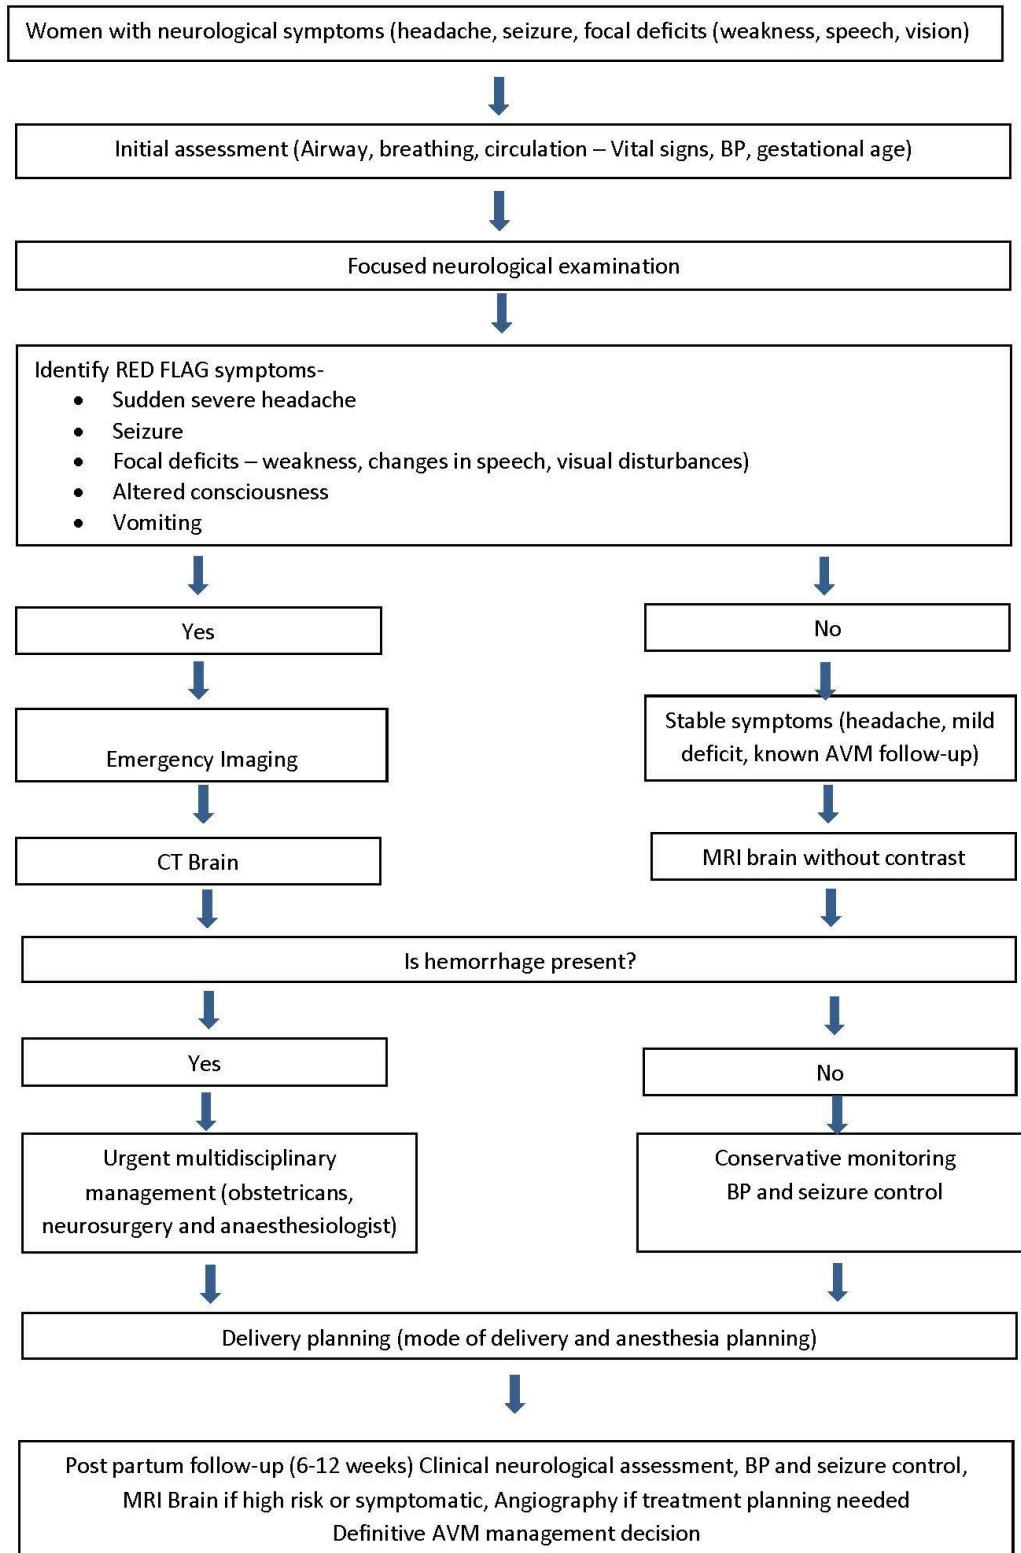 Women with neurological symptoms (headache, seizure, focal deficits (weakness, speech, vision)
Initial assessment (Airway, breathing, circulation – Vital signs, BP, gestational age)
Focused neurological examination
Identify RED FLAG symptoms-
• Sudden severe headache
• Seizure
• Focal deficits – weakness, changes in speech, visual disturbances)
• Altered consciousness
• Vomiting
Yes
No
Emergency Imaging
Stable symptoms (headache, mild
deficit, known AVM follow-up)
CT Brain
MRI brain without contrast
Is hemorrhage present?
Yes
No
Urgent multidisciplinary
management (obstetricans,
neurosurgery and anaesthesiologist)
Conservative monitoring
BP and seizure control
Delivery planning (mode of delivery and anesthesia planning)
Post partum follow-up (6-12 weeks) Clinical neurological assessment, BP and seizure control,
MRI Brain if high risk or symptomatic, Angiography if treatment planning needed
Definitive AVM management decision